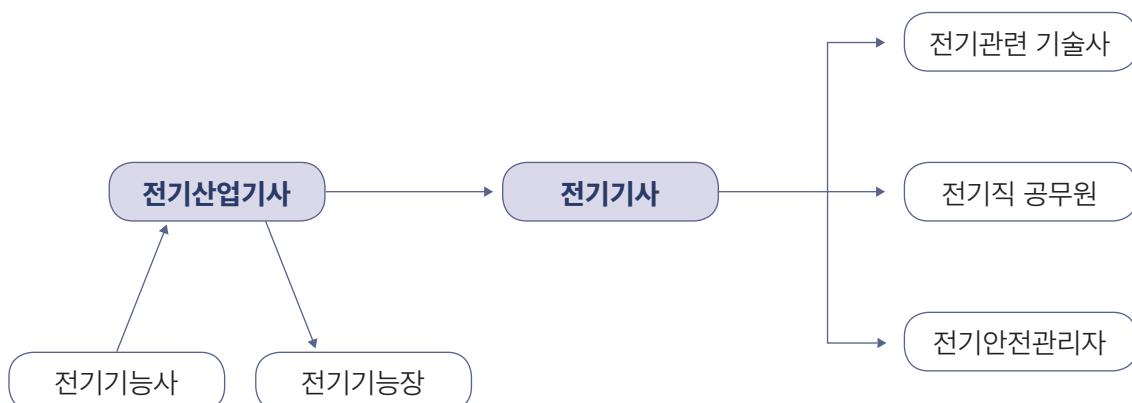 전기관련 기술사
전기산업기사
전기기사
전기직 공무원
전기안전관리자
전기기능사
전기기능장